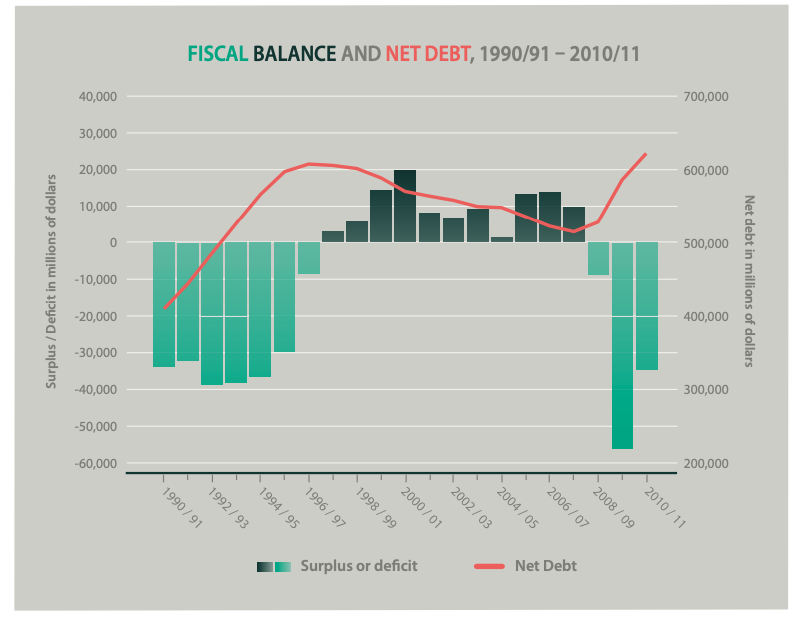 FISCAL BALANCE AND NET DEBT, 1990/91 – 2010/11
Surplus / Deficit in millions of dollars
40,000
30,000
20,000
10,000
0
-10,000
-20,000
-30,000
-40,000
-50,000
-60,000
700,000
600,000
500,000
400,000
300,000
200,000
Net debt in millions of dollars
1990 / 91
1992 / 93
1994 / 95
1996 / 97
1998 / 99
2000 / 01
2002 / 03
2004 / 05
2006 / 07
2008 / 09
2010 / 11
Surplus or deficit
Net Debt